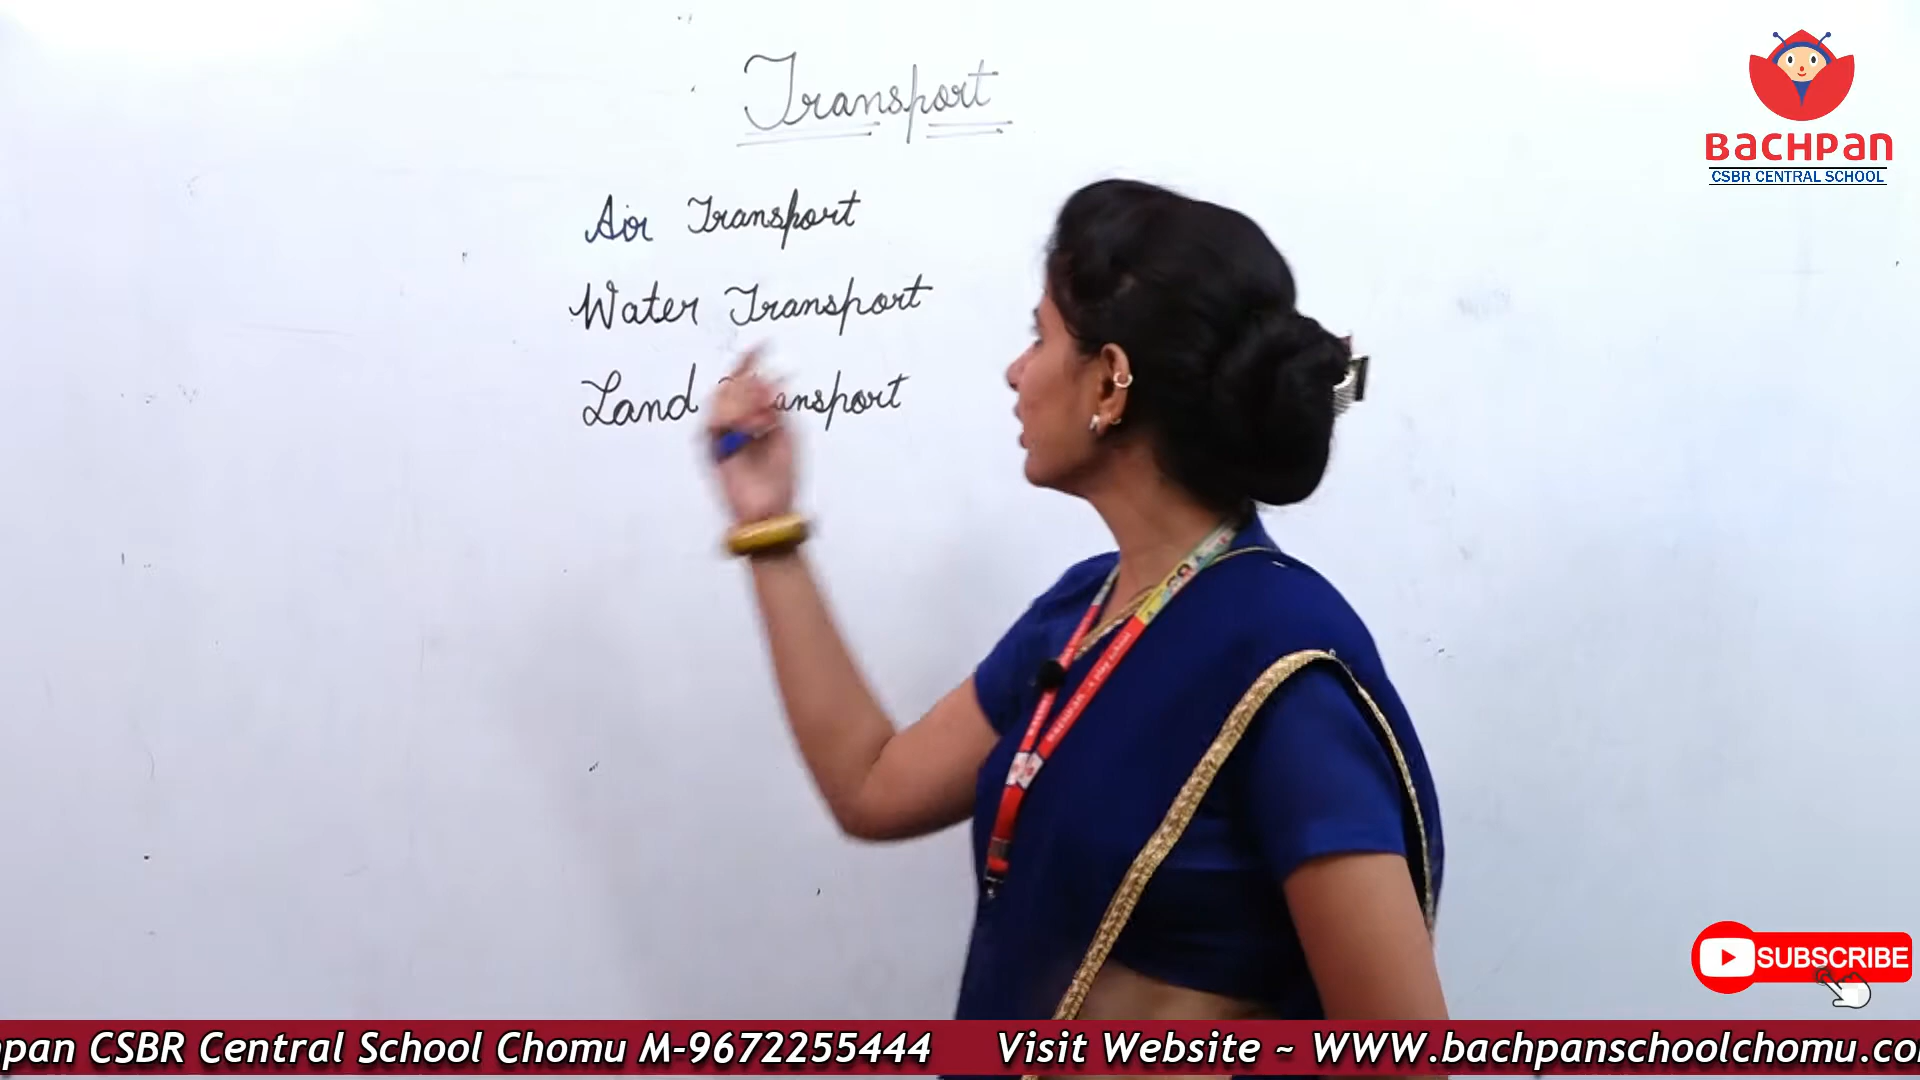 Transport
Air Transport
Water Transport
Land Transport
BACHPAN
CSBR CENTRAL SCHOOL
SUBSCRIBE
pan CSBR Central School Chomu M-9672255444 Visit Website ~ WWW.bachpanschoolchomu.co